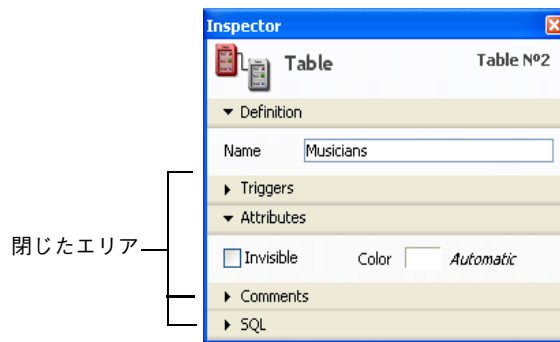 Inspector
Table Table Nº2
Definition
Name Musicians
Triggers
Attributes
閉じたエリア
Invisible Color Automatic
Comments
SQL